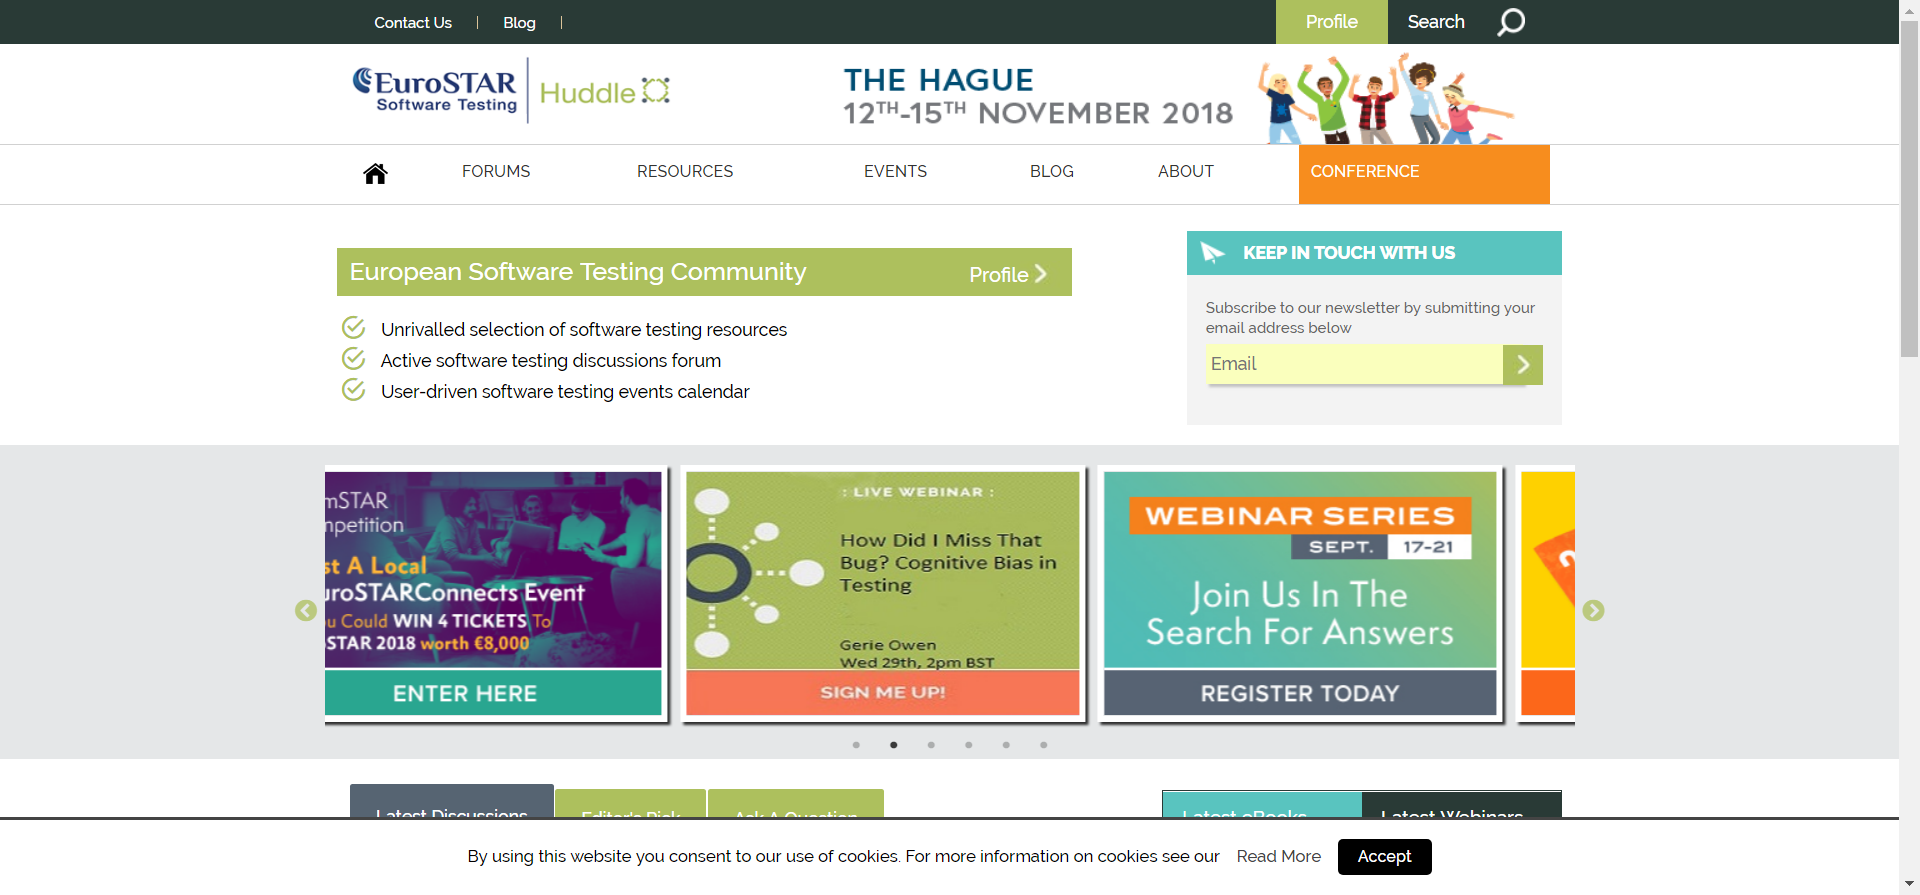 Contact Us | Blog |
Profile
Search
EuroSTAR
Software Testing
Huddle
THE HAGUE
12TH-15TH NOVEMBER 2018
FORUMS
RESOURCES
EVENTS
BLOG
ABOUT
CONFERENCE
European Software Testing Community
Profile
Unrivalled selection of software testing resources
Active software testing discussions forum
User-driven software testing events calendar
KEEP IN TOUCH WITH US
Subscribe to our newsletter by submitting your
email address below
Email
mSTAR
mpetition
st A Local
uroSTARConnects Event
u Could WIN 4 TICKETS To
STAR 2018 worth €8,000
ENTER HERE
: LIVE WEBINAR :
How Did I Miss That
Bug? Cognitive Bias in
Testing
Gerie Owen
Wed 29th, 2pm BST
SIGN ME UP!
WEBINAR SERIES
SEPT. 17-21
Join Us In The
Search For Answers
REGISTER TODAY
Latest Discussions
Editor's Pick
Ask A Question
Latest eBooks
Latest Webinars
By using this website you consent to our use of cookies. For more information on cookies see our Read More
Accept